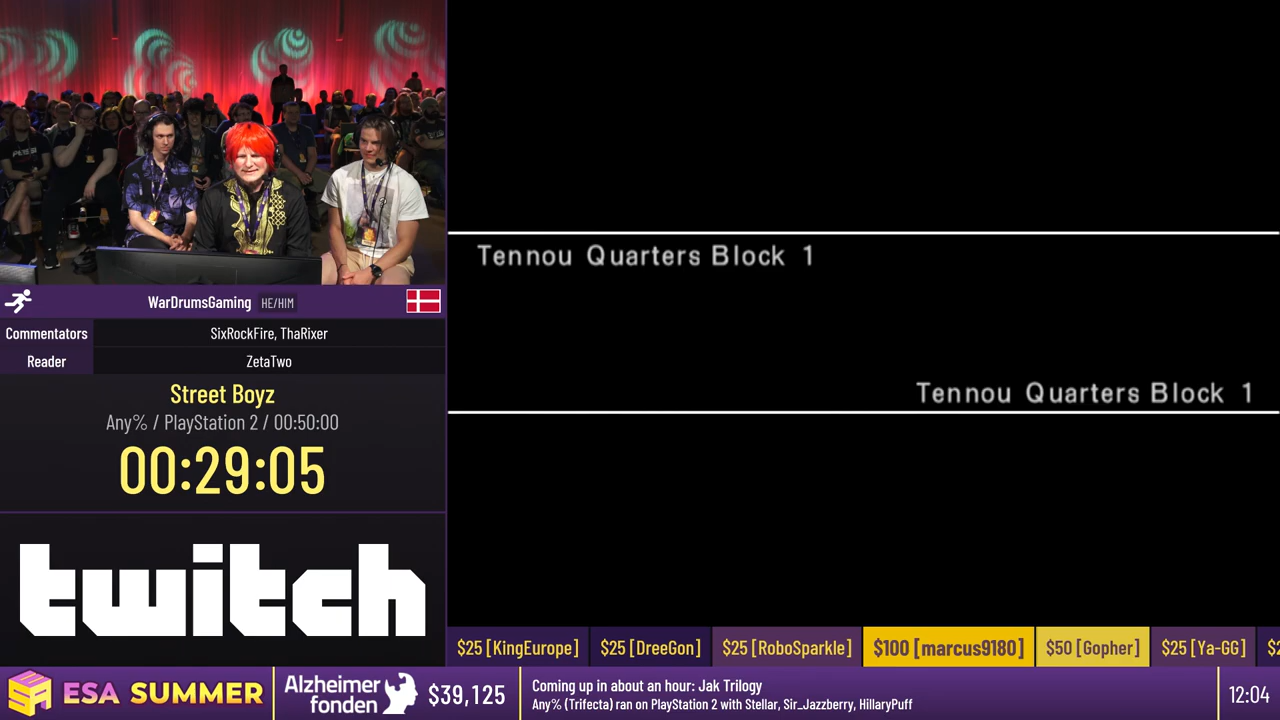 Tennou Quarters Block 1
Tennou Quarters Block 1
WarDrumsGaming HE/HIM
Commentators SixRockFire, ThaRixer
Reader ZetaTwo
Street Boyz
Any% / PlayStation 2 / 00:50:00
00:29:05
twitch
$25 [KingEurope] $25 [DreeGon] $25 [RoboSparkle] $100 [marcus9180] $50 [Gopher] $25 [Ya-GG]
ESA SUMMER
Alzheimer
fonden
$39,125
Coming up in about an hour: Jak Trilogy
Any% (Trifecta) ran on PlayStation 2 with Stellar, Sir_Jazzberry, HillaryPuff
12:04